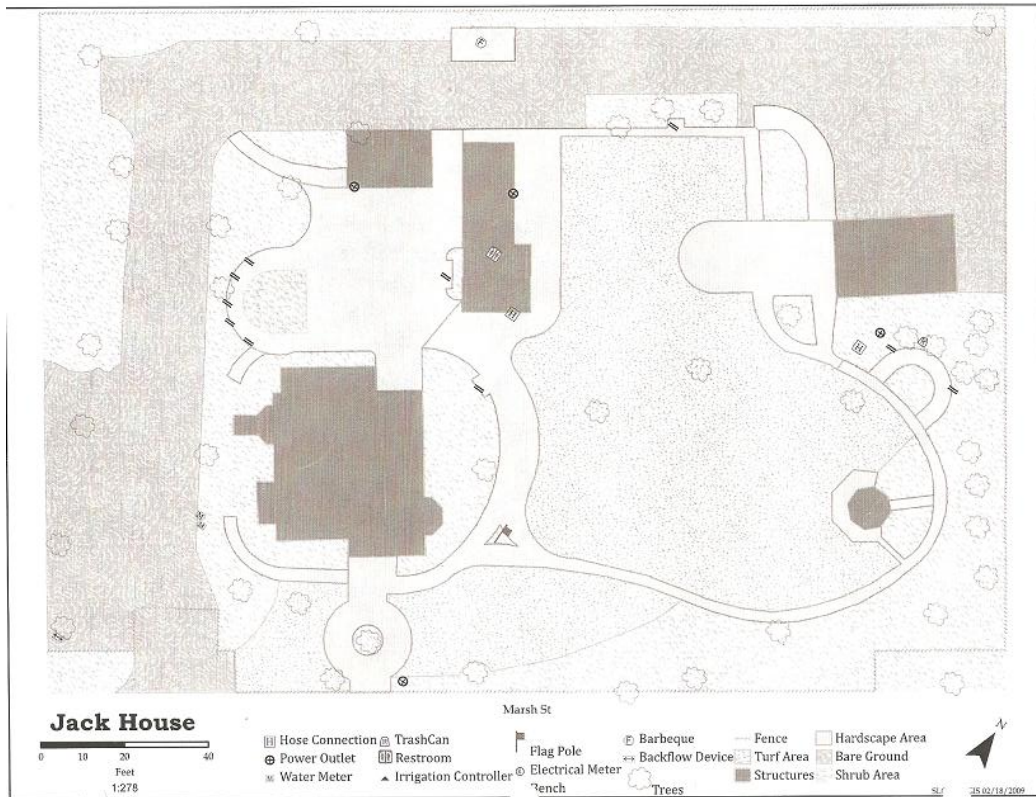 Marsh St
Jack House
0 10 20 40
Feet
1:278
H Hose Connection
Power Outlet
M Water Meter
TrashCan
Restroom
Irrigation Controller
Flag Pole
Electrical Meter
Bench
Barbeque
Backflow Device
Trees
Fence
Turf Area
Structures
Hardscape Area
Bare Ground
Shrub Area
N
02/18/2009
H
H